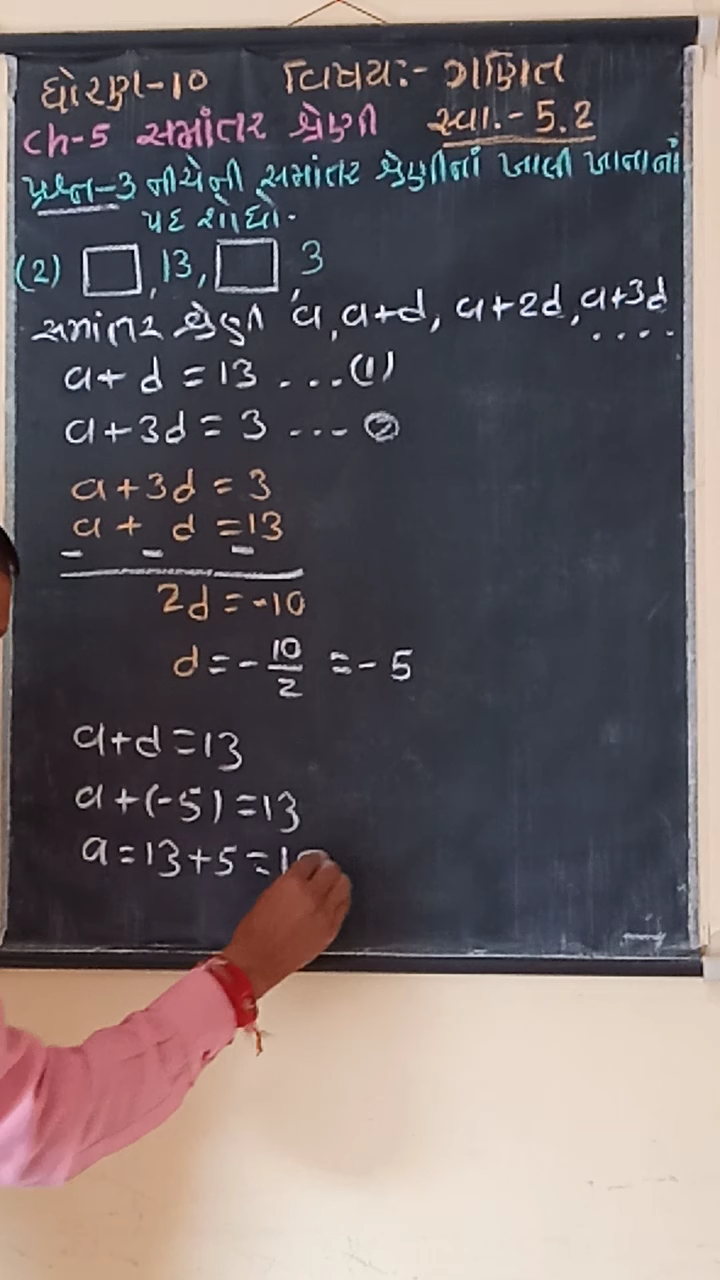 ધોરણ-10 વિષય:- ગણિત
Ch-5 સમાંતર શ્રેણી સ્વા.- 5.2
પ્રશ્ન-3 નીચેની સમાંતર શ્રેણીનાં ખાલી ખાનાનાં
પદ શોધો.
(2) □, 13, □, 3
સમાંતર શ્રેણી a, a+d, a+2d, a+3d ....
a + d = 13 ...(1)
a + 3d = 3 ... ②
a + 3d = 3
a + d = 13
- - -
2d = -10
d = -10/2 = -5
a+d = 13
a+(-5) = 13
a = 13+5 =